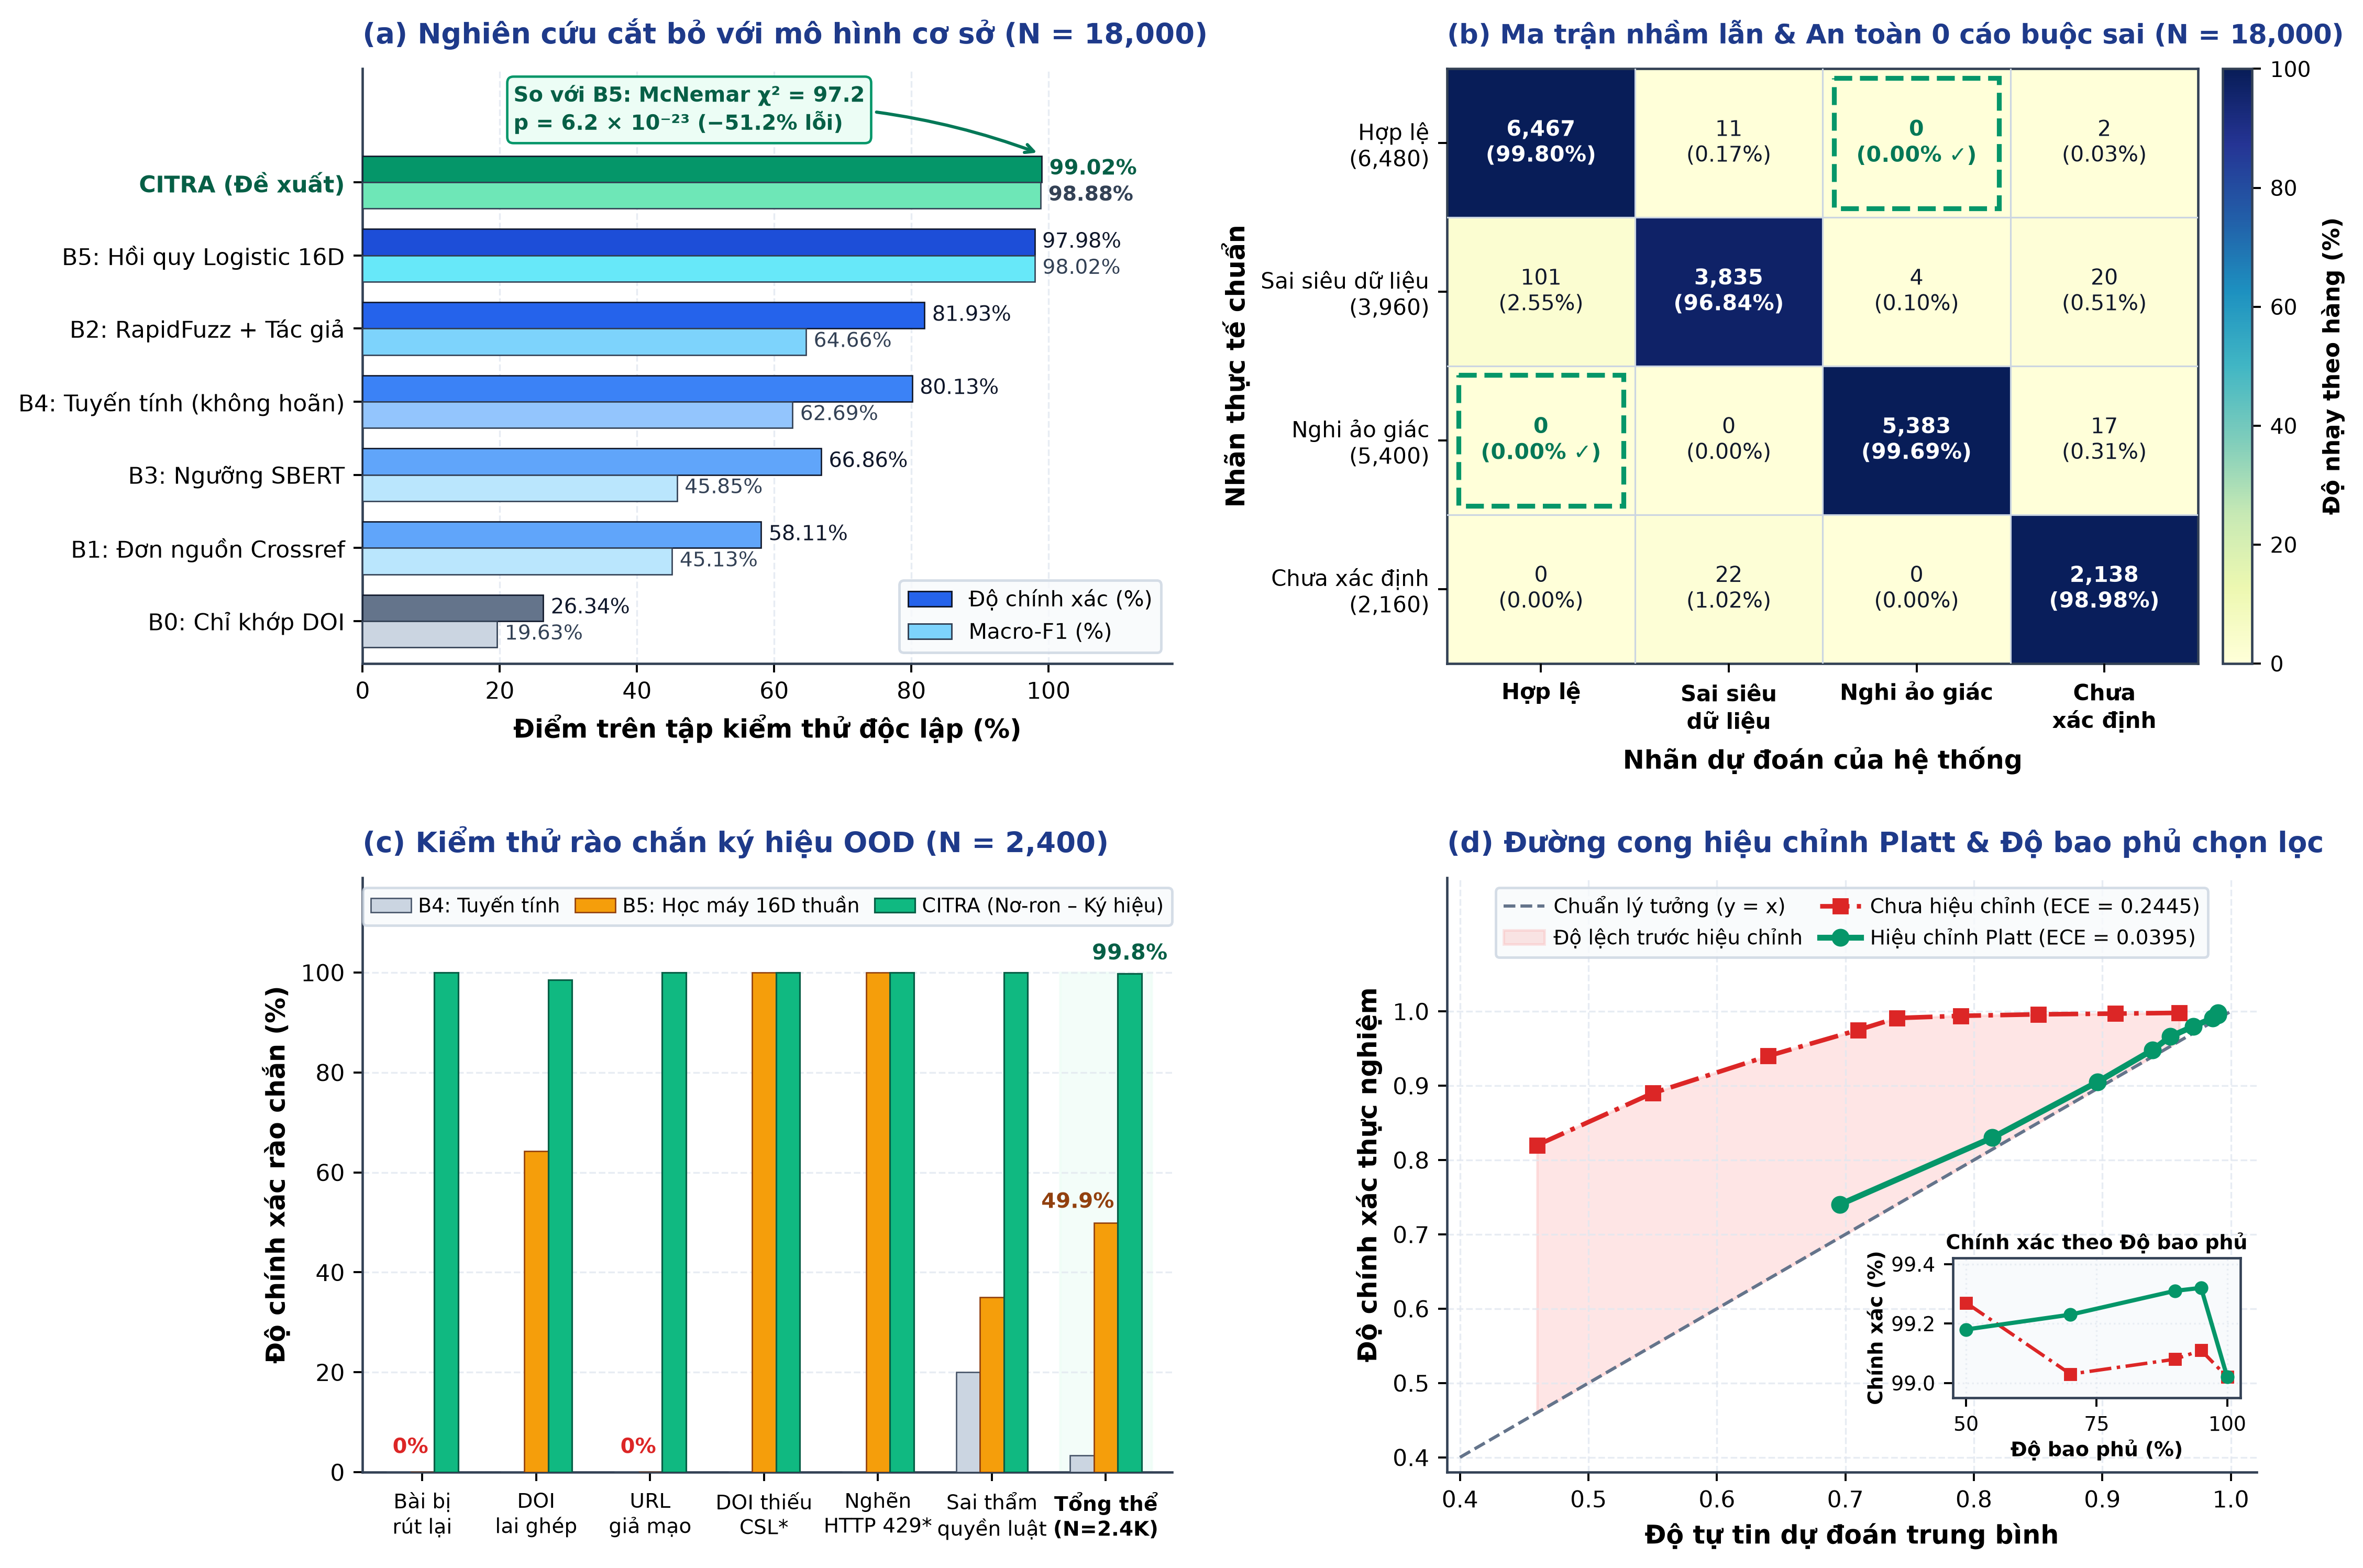 (a) Nghiên cứu cắt bỏ với mô hình cơ sở (N = 18,000)
So với B5: McNemar χ² = 97.2
p = 6.2 × 10⁻²³ (−51.2% lỗi)
CITRA (Đề xuất)
99.02%
98.88%
B5: Hồi quy Logistic 16D
97.98%
98.02%
B2: RapidFuzz + Tác giả
81.93%
64.66%
B4: Tuyến tính (không hoãn)
80.13%
62.69%
B3: Ngưỡng SBERT
66.86%
45.85%
B1: Đơn nguồn Crossref
58.11%
45.13%
B0: Chỉ khớp DOI
26.34%
19.63%
Độ chính xác (%)
Macro-F1 (%)
0 20 40 60 80 100
Điểm trên tập kiểm thử độc lập (%)
(b) Ma trận nhầm lẫn & An toàn 0 cáo buộc sai (N = 18,000)
Nhãn thực tế chuẩn
Hợp lệ
(6,480)
6,467
(99.80%)
11
(0.17%)
0
(0.00% ✓)
2
(0.03%)
Sai siêu dữ liệu
(3,960)
101
(2.55%)
3,835
(96.84%)
4
(0.10%)
20
(0.51%)
Nghi ảo giác
(5,400)
0
(0.00% ✓)
0
(0.00%)
5,383
(99.69%)
17
(0.31%)
Chưa xác định
(2,160)
0
(0.00%)
22
(1.02%)
0
(0.00%)
2,138
(98.98%)
Hợp lệ
Sai siêu
dữ liệu
Nghi ảo giác
Chưa
xác định
Nhãn dự đoán của hệ thống
100
80
60
40
20
0
Độ nhạy theo hàng (%)
(c) Kiểm thử rào chắn ký hiệu OOD (N = 2,400)
B4: Tuyến tính
B5: Học máy 16D thuần
CITRA (Nơ-ron – Ký hiệu)
Độ chính xác rào chắn (%)
100
80
60
40
20
0
0%
0%
49.9%
99.8%
Bài bị
rút lại
DOI
lai ghép
URL
giả mạo
DOI thiếu
CSL*
Nghẽn
HTTP 429*
Sai thẩm
quyền luật
Tổng thể
(N=2.4K)
(d) Đường cong hiệu chỉnh Platt & Độ bao phủ chọn lọc
Chuẩn lý tưởng (y = x)
Độ lệch trước hiệu chỉnh
Chưa hiệu chỉnh (ECE = 0.2445)
Hiệu chỉnh Platt (ECE = 0.0395)
Độ chính xác thực nghiệm
1.0
0.9
0.8
0.7
0.6
0.5
0.4
0.4 0.5 0.6 0.7 0.8 0.9 1.0
Độ tự tin dự đoán trung bình
Chính xác theo Độ bao phủ
Chính xác (%)
99.4
99.2
99.0
50 75 100
Độ bao phủ (%)